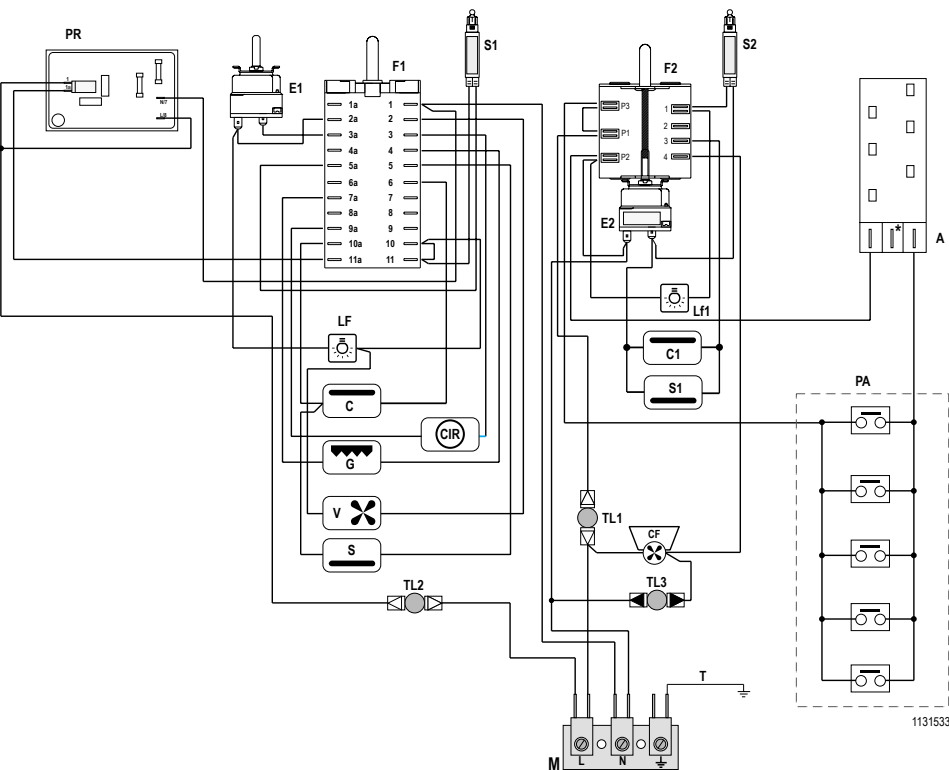 PR
1
1a
N/7
L/8
E1
F1
1a 1
2a 2
3a 3
4a 4
5a 5
6a 6
7a 7
8a 8
9a 9
10a 10
11a 11
S1
F2
P3
P1
P2
1
2
3
4
E2
S2
*
A
LF
Lf1
C
CIR
G
V
S
C1
S1
PA
TL1
CF
TL2
TL3
T
M
L
N
1131533